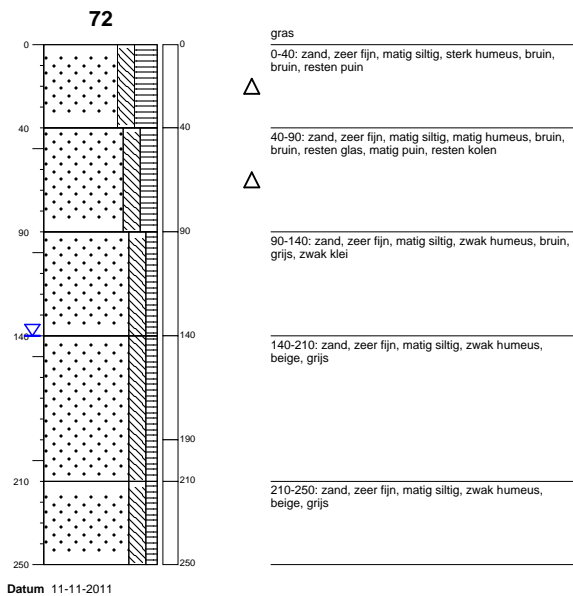 72
gras
0
0
0-40: zand, zeer fijn, matig siltig, sterk humeus, bruin,
bruin, resten puin
40
40
40-90: zand, zeer fijn, matig siltig, matig humeus, bruin,
bruin, resten glas, matig puin, resten kolen
90
90
90-140: zand, zeer fijn, matig siltig, zwak humeus, bruin,
grijs, zwak klei
140
140
140-210: zand, zeer fijn, matig siltig, zwak humeus,
beige, grijs
190
210
210
210-250: zand, zeer fijn, matig siltig, zwak humeus,
beige, grijs
250
250
Datum 11-11-2011